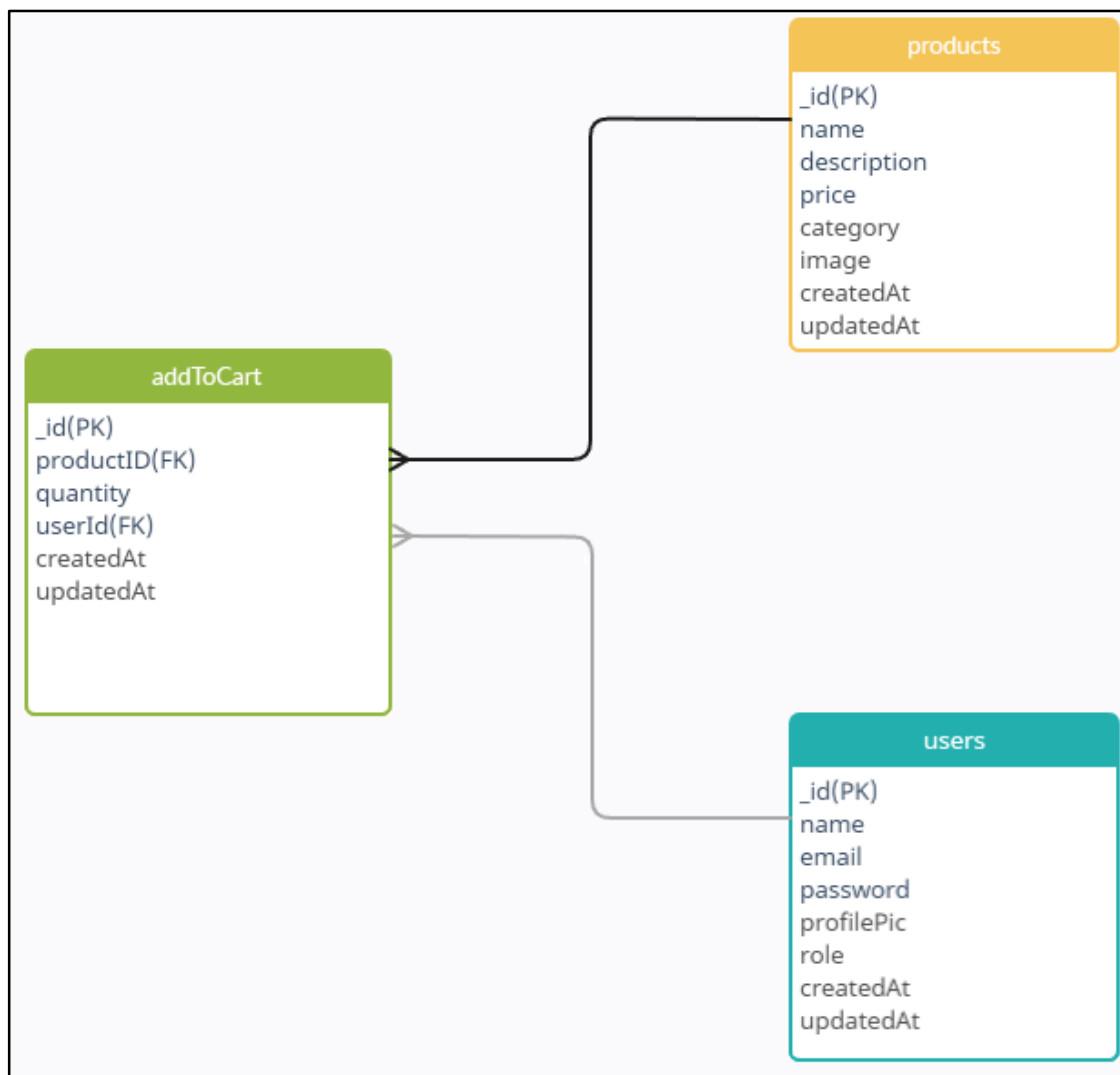 products
_id(PK)
name
description
price
category
image
createdAt
updatedAt
addToCart
_id(PK)
productID(FK)
quantity
userId(FK)
createdAt
updatedAt
users
_id(PK)
name
email
password
profilePic
role
createdAt
updatedAt